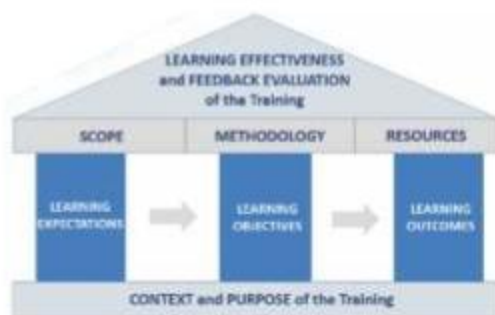 LEARNING EFFECTIVENESS
and FEEDBACK EVALUATION
of the Training
SCOPE METHODOLOGY RESOURCES
LEARNING LEARNING LEARNING
EXPECTATIONS OBJECTIVES OUTCOMES
CONTEXT and PURPOSE of the Training